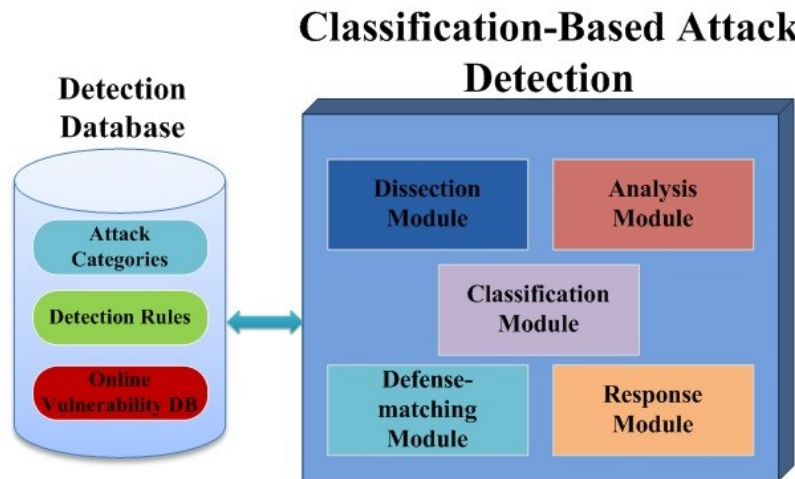 Classification-Based Attack
Detection
Detection
Database
Attack
Categories
Detection Rules
Online
Vulnerability DB
Dissection
Module
Analysis
Module
Classification
Module
Defense-
matching
Module
Response
Module